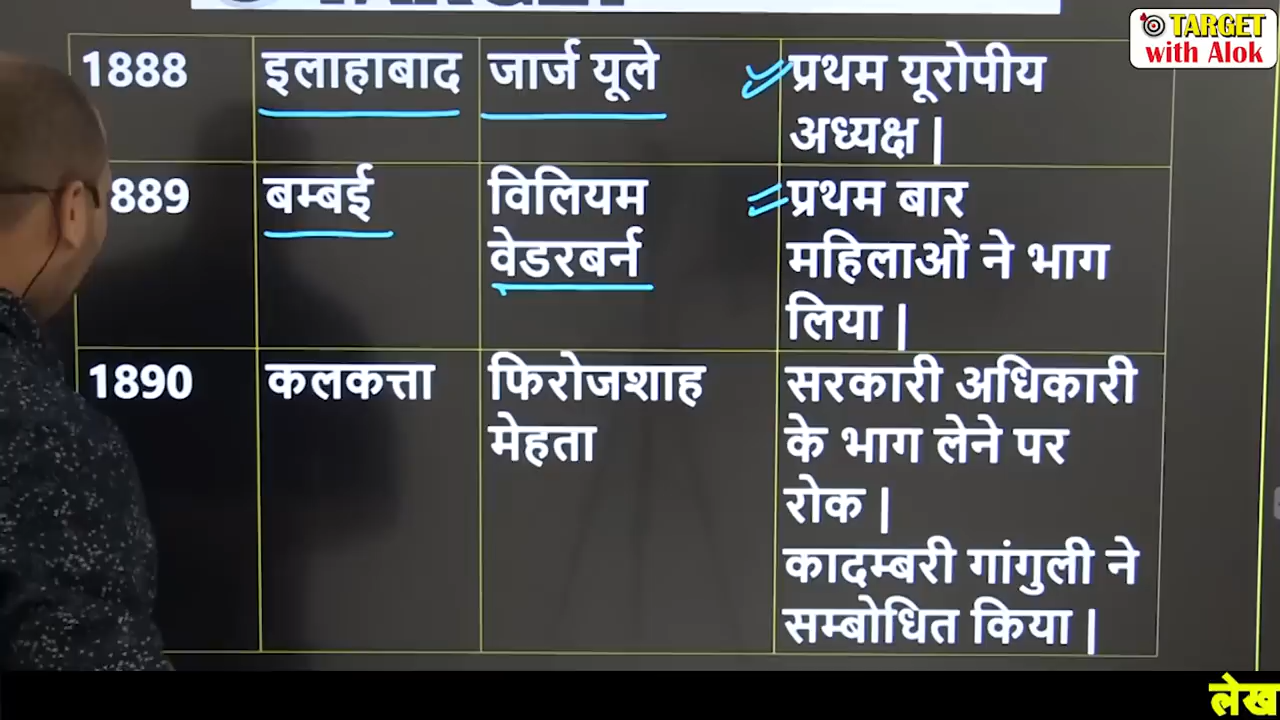 TARGET
with Alok
1888 इलाहाबाद जार्ज यूले प्रथम यूरोपीय
अध्यक्ष |
889 बम्बई विलियम प्रथम बार
वेडरबर्न महिलाओं ने भाग
लिया |
1890 कलकत्ता फिरोजशाह सरकारी अधिकारी
मेहता के भाग लेने पर
रोक |
कादम्बरी गांगुली ने
सम्बोधित किया |
लेख